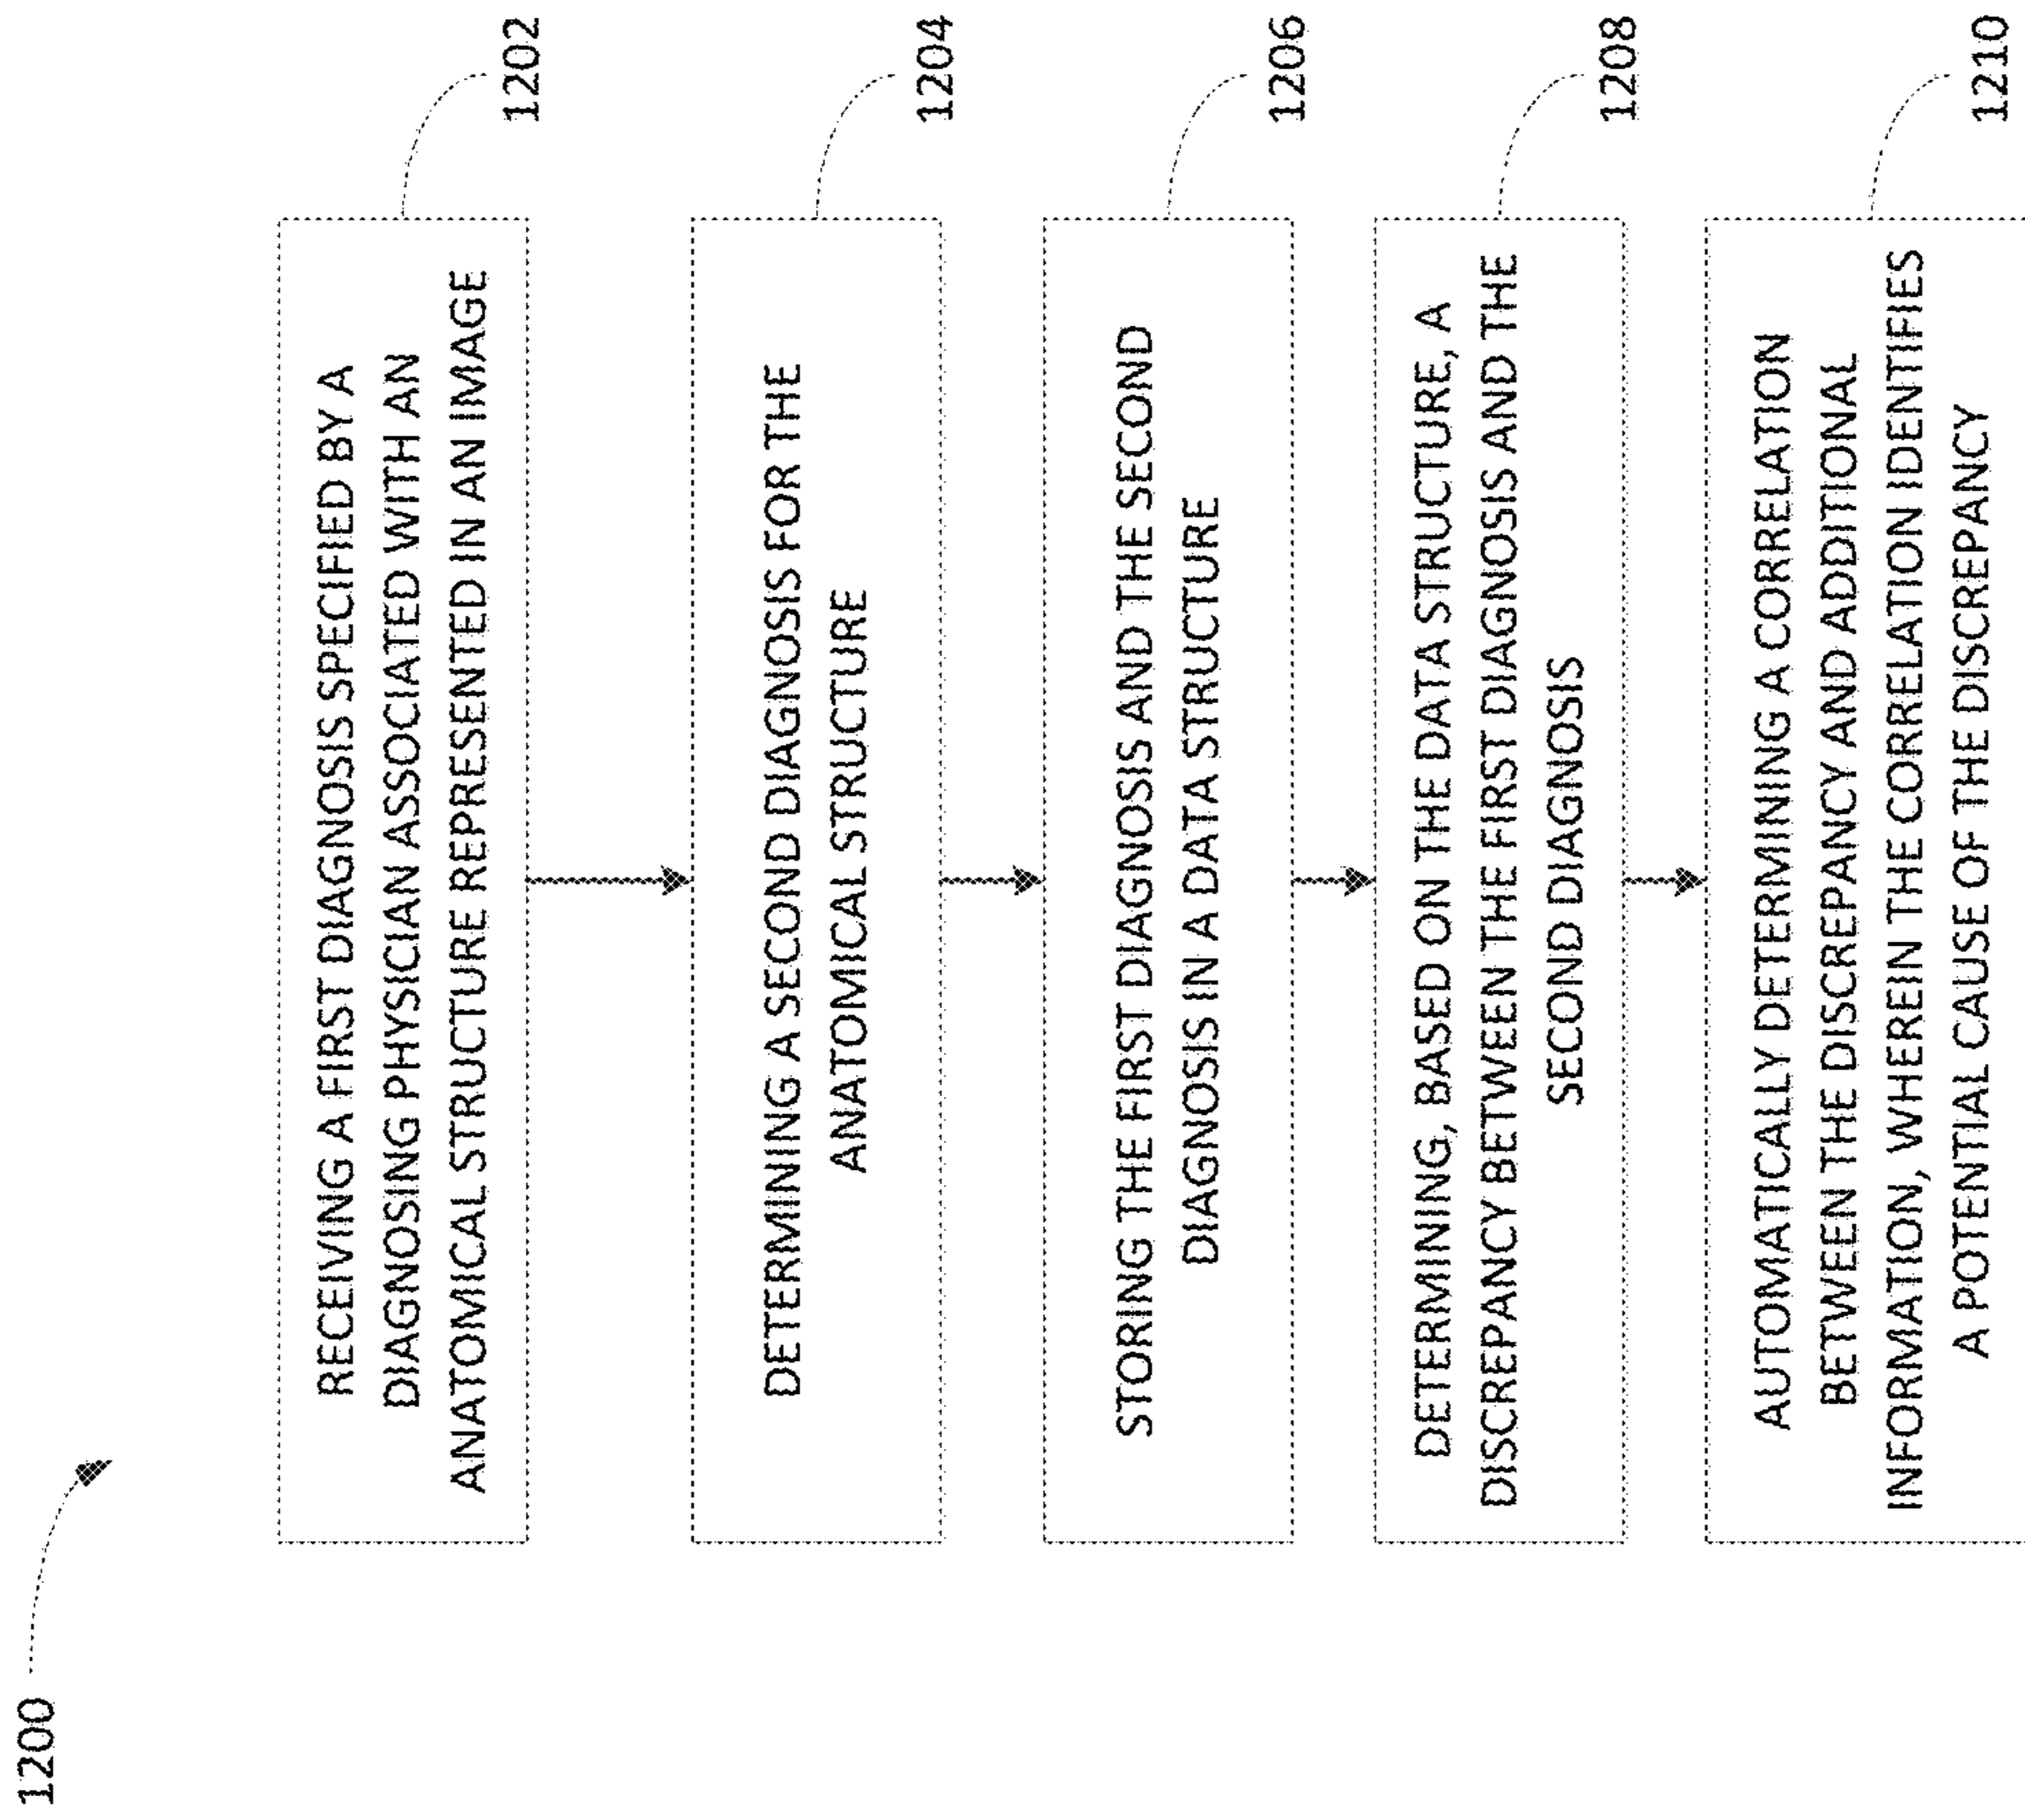 1200
RECEIVING A FIRST DIAGNOSIS SPECIFIED BY A
DIAGNOSING PHYSICIAN ASSOCIATED WITH AN
ANATOMICAL STRUCTURE REPRESENTED IN AN IMAGE
1202
DETERMINING A SECOND DIAGNOSIS FOR THE
ANATOMICAL STRUCTURE
1204
STORING THE FIRST DIAGNOSIS AND THE SECOND
DIAGNOSIS IN A DATA STRUCTURE
1206
DETERMINING, BASED ON THE DATA STRUCTURE, A
DISCREPANCY BETWEEN THE FIRST DIAGNOSIS AND THE
SECOND DIAGNOSIS
1208
AUTOMATICALLY DETERMINING A CORRELATION
BETWEEN THE DISCREPANCY AND ADDITIONAL
INFORMATION, WHEREIN THE CORRELATION IDENTIFIES
A POTENTIAL CAUSE OF THE DISCREPANCY
1210